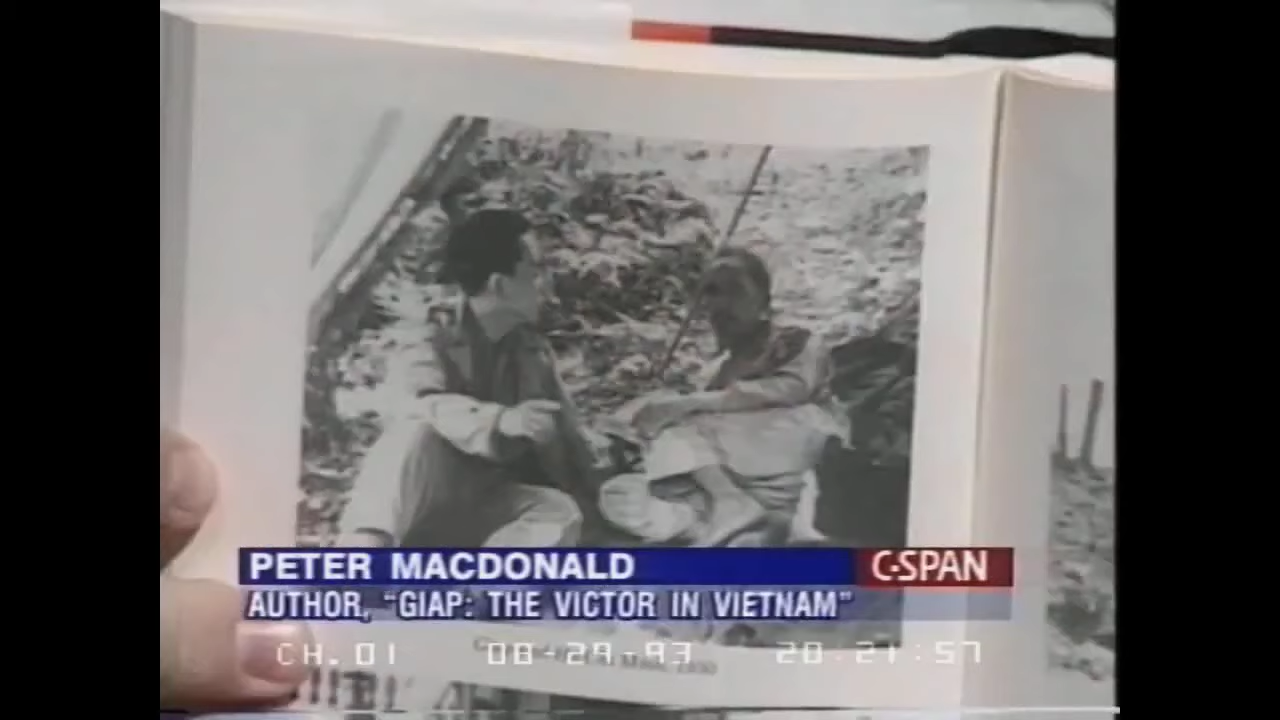 PETER MACDONALD
C-SPAN
AUTHOR, "GIAP: THE VICTOR IN VIETNAM"
CH.01 08-29-93 20:21:57